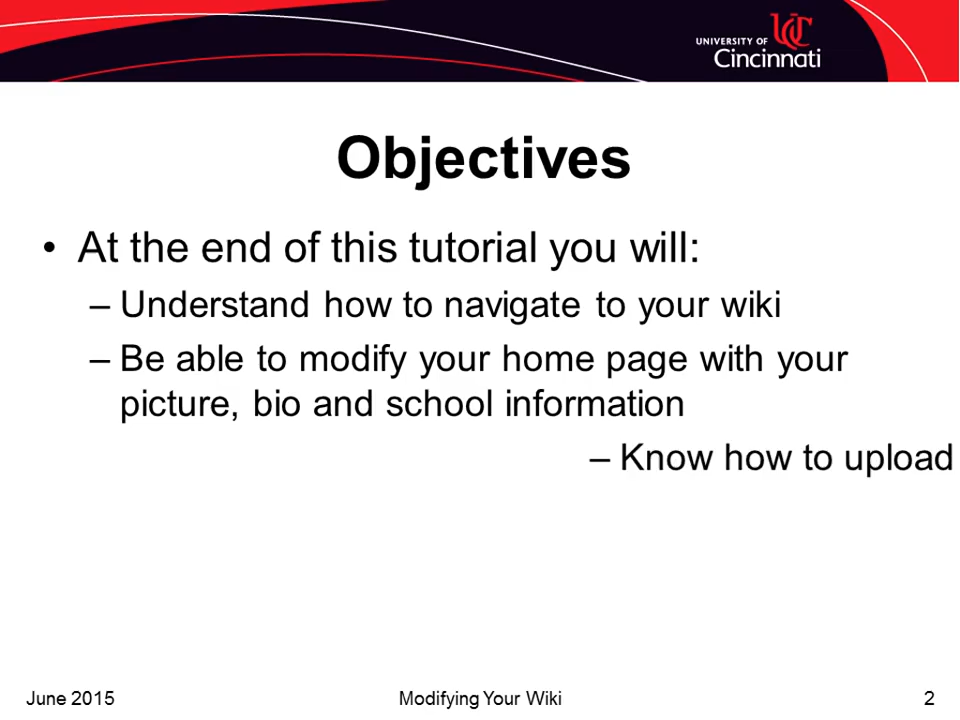 UNIVERSITY OF
Cincinnati
Objectives
• At the end of this tutorial you will:
– Understand how to navigate to your wiki
– Be able to modify your home page with your
picture, bio and school information
– Know how to upload
June 2015
Modifying Your Wiki
2